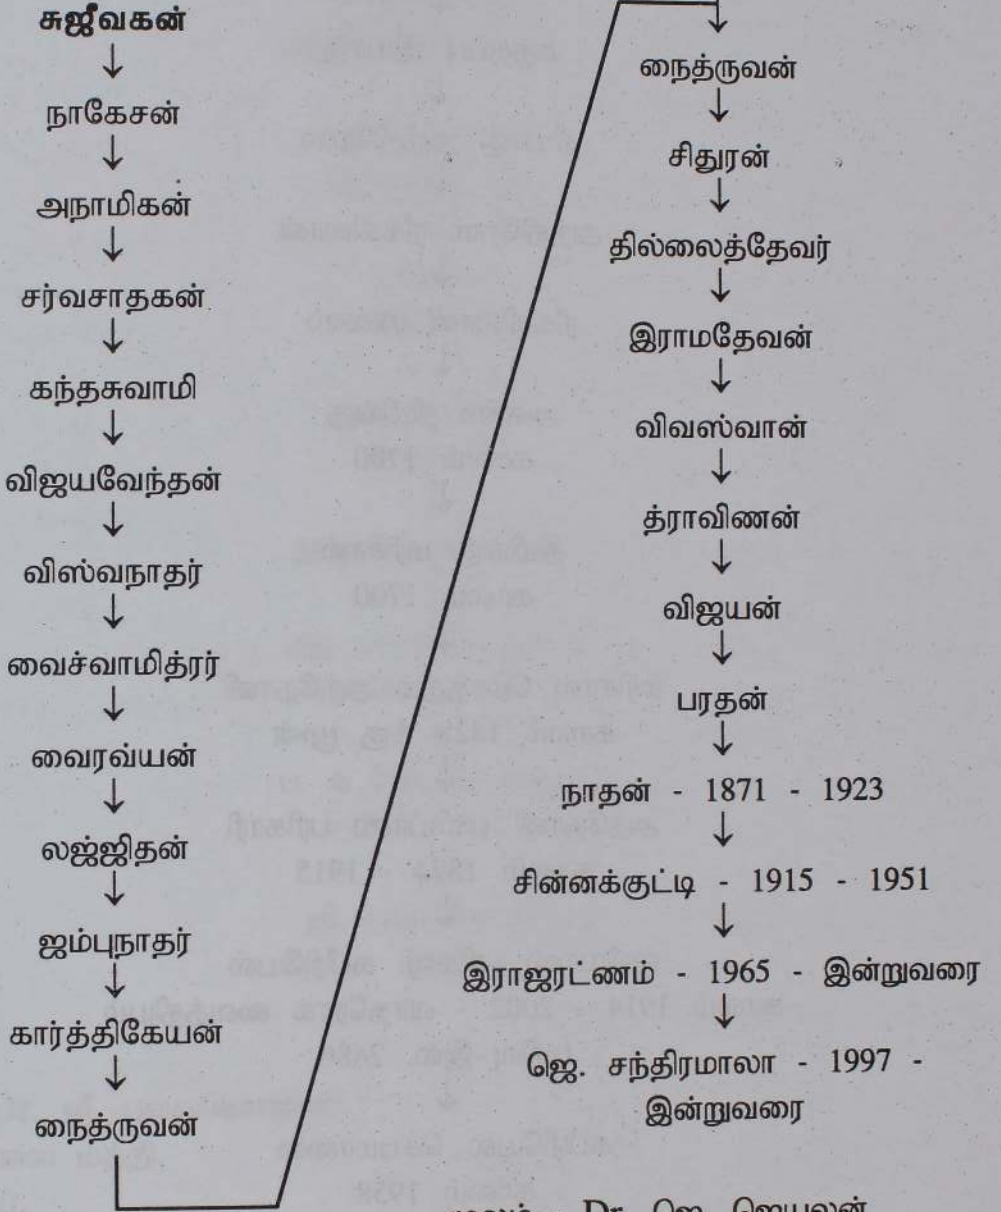 சுஜீவகன்
↓
நாகேசன்
↓
அநாமிகன்
↓
சர்வசாதகன்
↓
கந்தசுவாமி
↓
விஜயவேந்தன்
↓
விஸ்வநாதர்
↓
வைச்வாமித்ரர்
↓
வைரவ்யன்
↓
லஜ்ஜிதன்
↓
ஜம்புநாதர்
↓
கார்த்திகேயன்
↓
நைத்ருவன்
↓
நைத்ருவன்
↓
சிதுரன்
↓
தில்லைத்தேவர்
↓
இராமதேவன்
↓
விவஸ்வான்
↓
த்ராவிணன்
↓
விஜயன்
↓
பரதன்
↓
நாதன் - 1871 - 1923
↓
சின்னக்குட்டி - 1915 - 1951
↓
இராஜரட்ணம் - 1965 - இன்றுவரை
↓
ஜெ. சந்திரமாலா - 1997 -
இன்றுவரை
Dr. ஜெ. ஜெயலன்